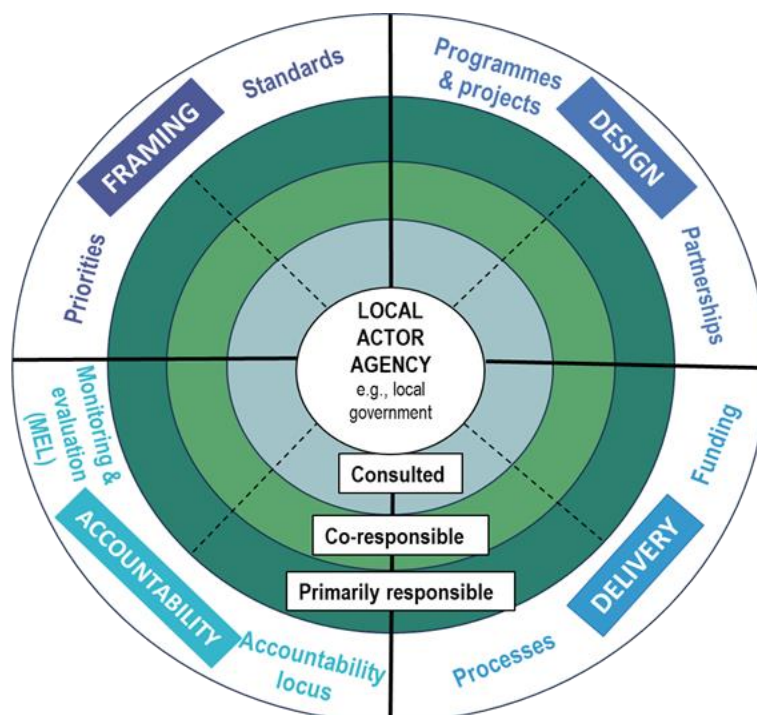 FRAMING
Standards
Priorities
Programmes
& projects
DESIGN
Partnerships
LOCAL
ACTOR
AGENCY
e.g., local
government
Consulted
Co-responsible
Primarily responsible
Monitoring &
evaluation
(MEL)
ACCOUNTABILITY
Accountability
locus
Funding
DELIVERY
Processes